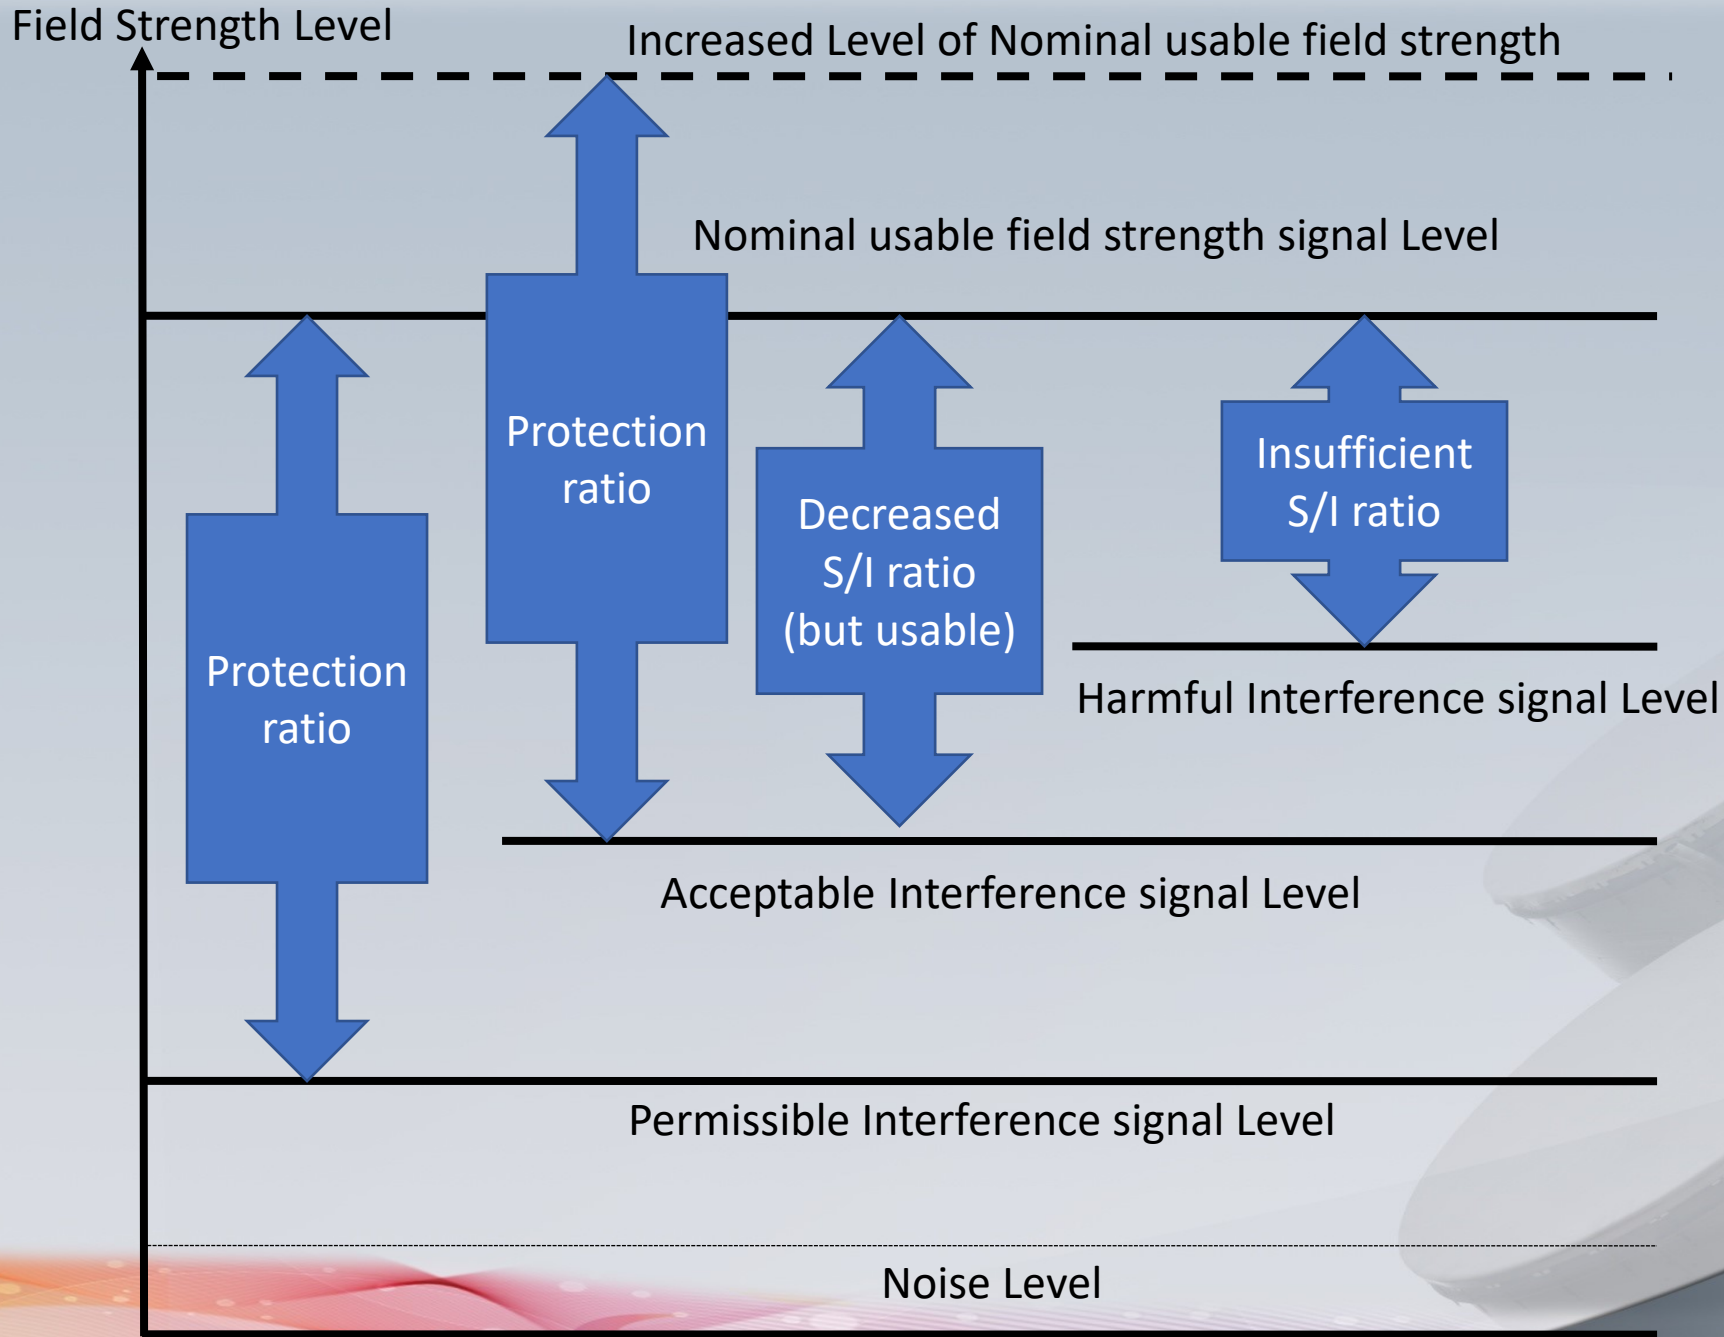 Field Strength Level
Increased Level of Nominal usable field strength
Nominal usable field strength signal Level
Protection
ratio
Insufficient
S/I ratio
Decreased
S/I ratio
(but usable)
Protection
ratio
Harmful Interference signal Level
Acceptable Interference signal Level
Permissible Interference signal Level
Noise Level